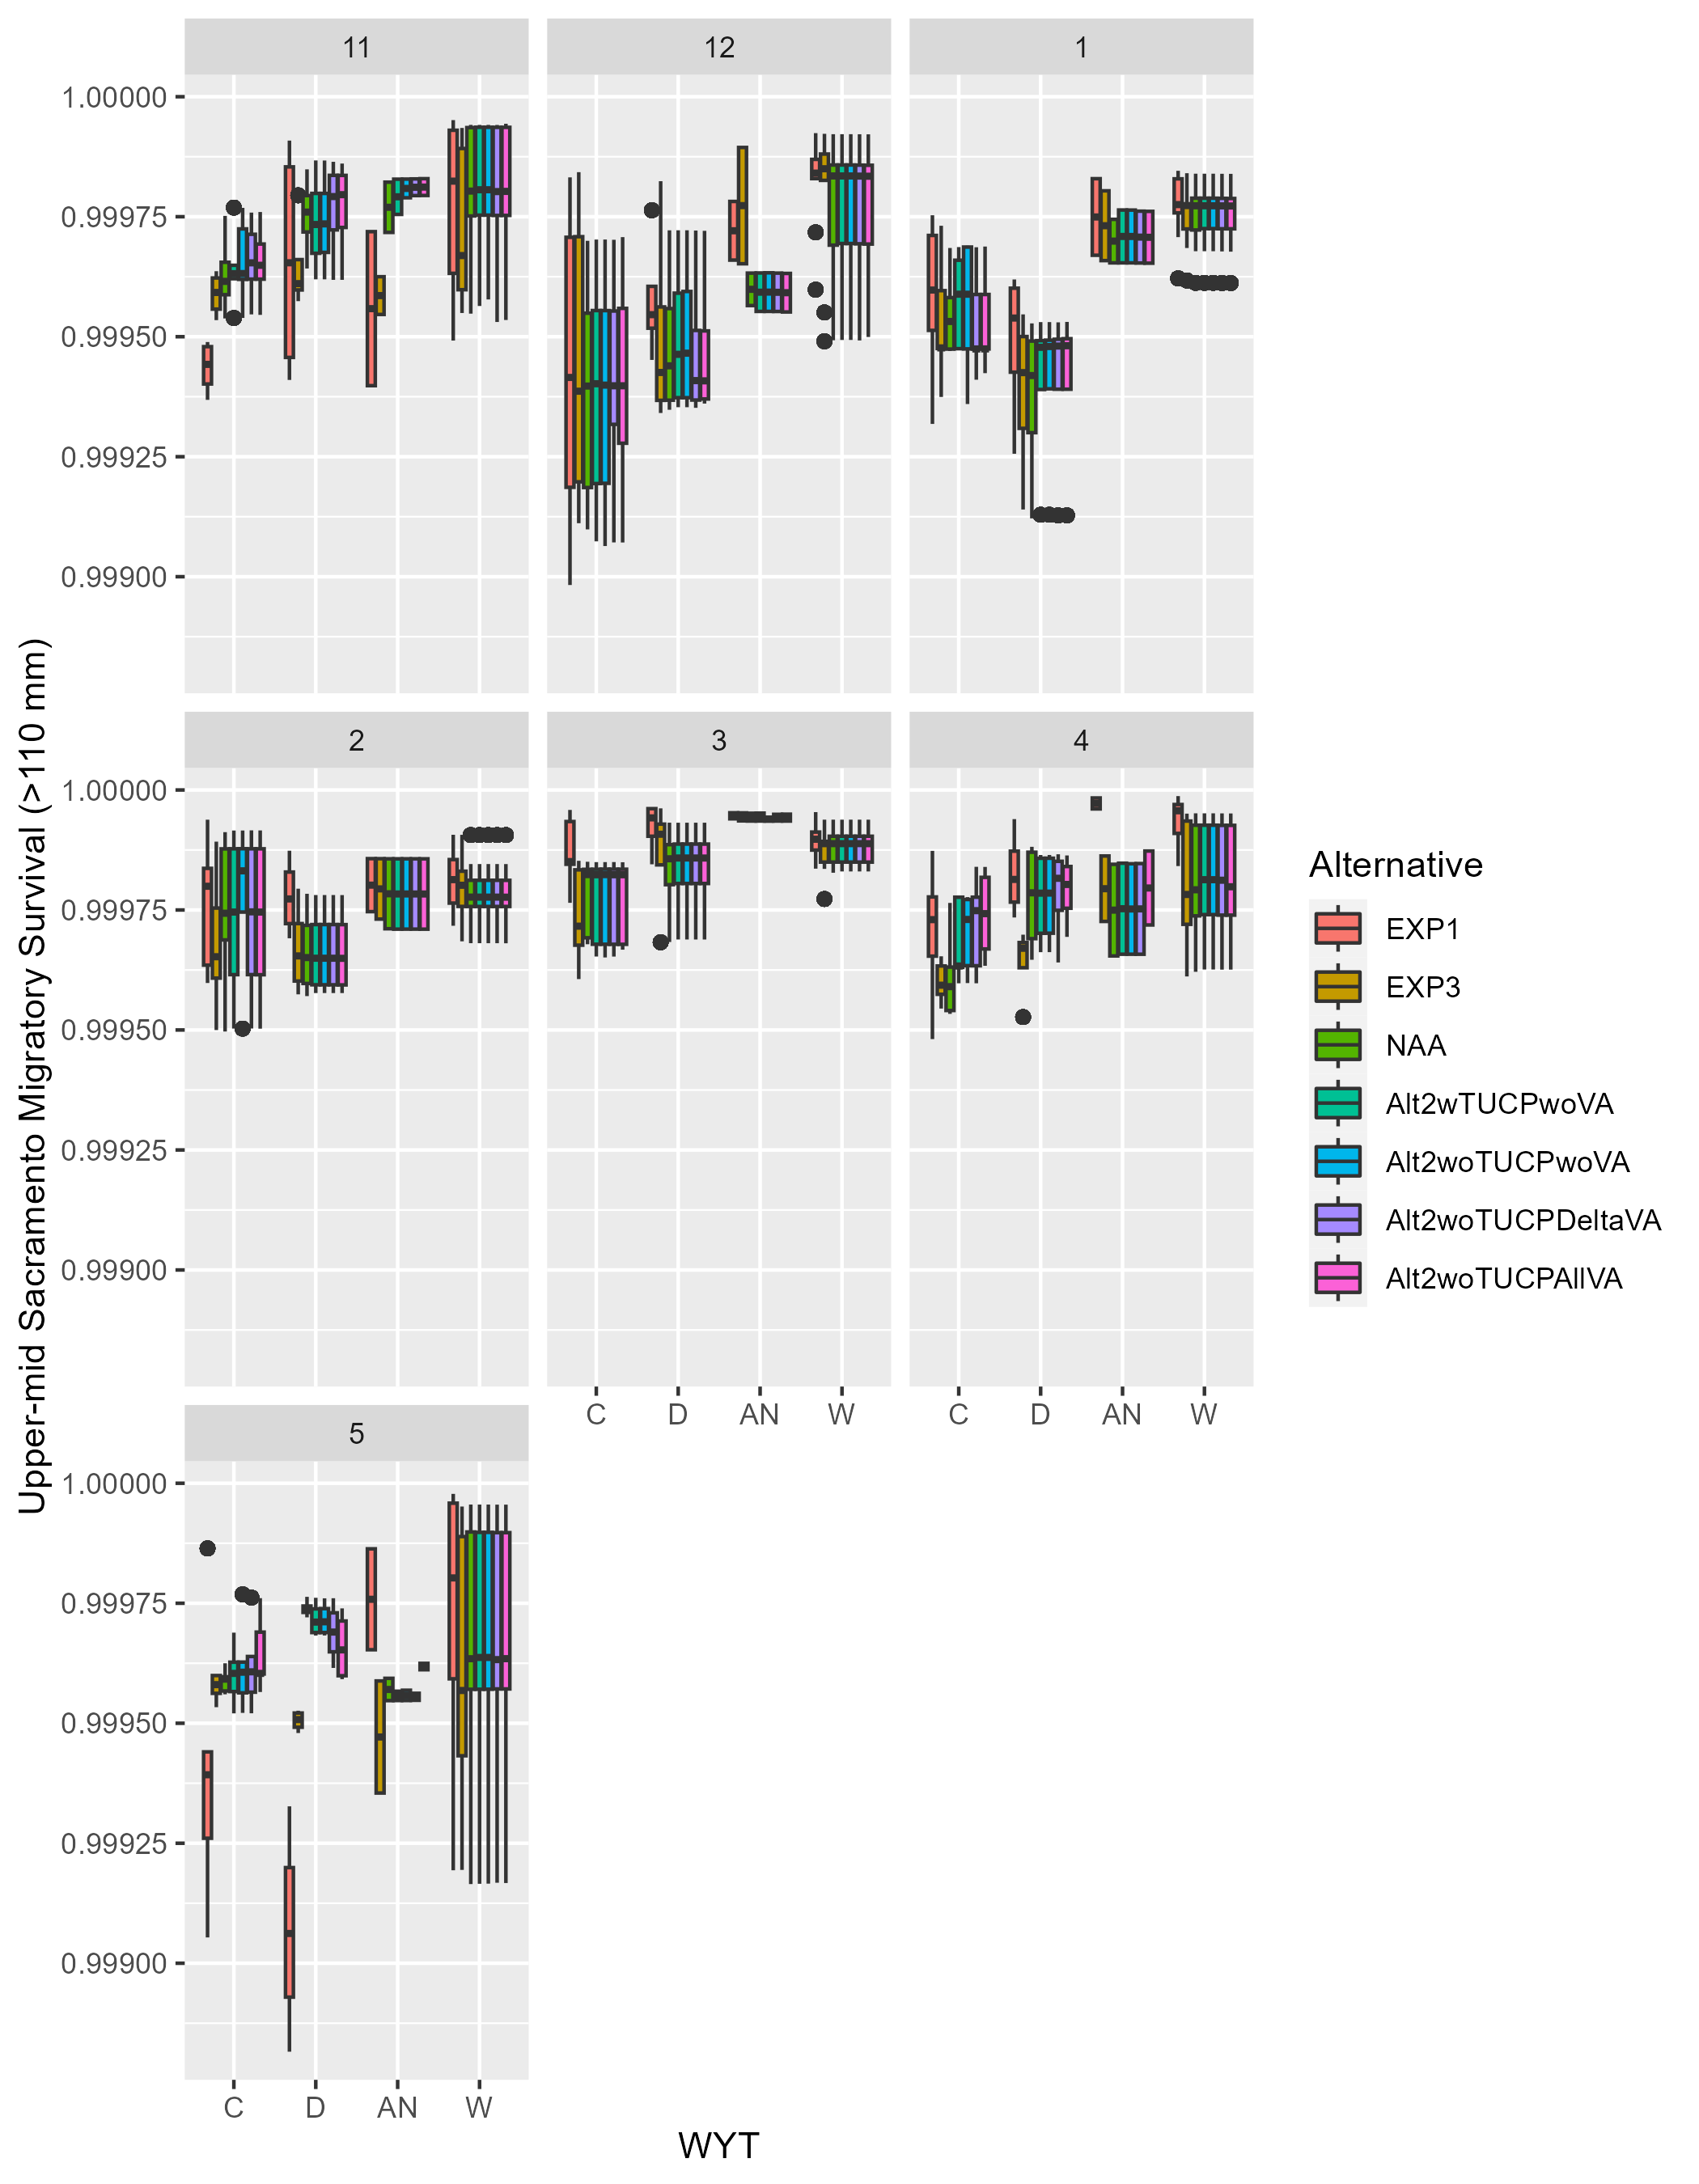 Upper-mid Sacramento Migratory Survival (>110 mm)
11
12
1
1.00000
0.99975
0.99950
0.99925
0.99900
2
3
4
1.00000
0.99975
0.99950
0.99925
0.99900
C D AN W
C D AN W
5
1.00000
0.99975
0.99950
0.99925
0.99900
C D AN W
WYT
Alternative
EXP1
EXP3
NAA
Alt2wTUCPwoVA
Alt2woTUCPwoVA
Alt2woTUCPDeltaVA
Alt2woTUCPAllVA